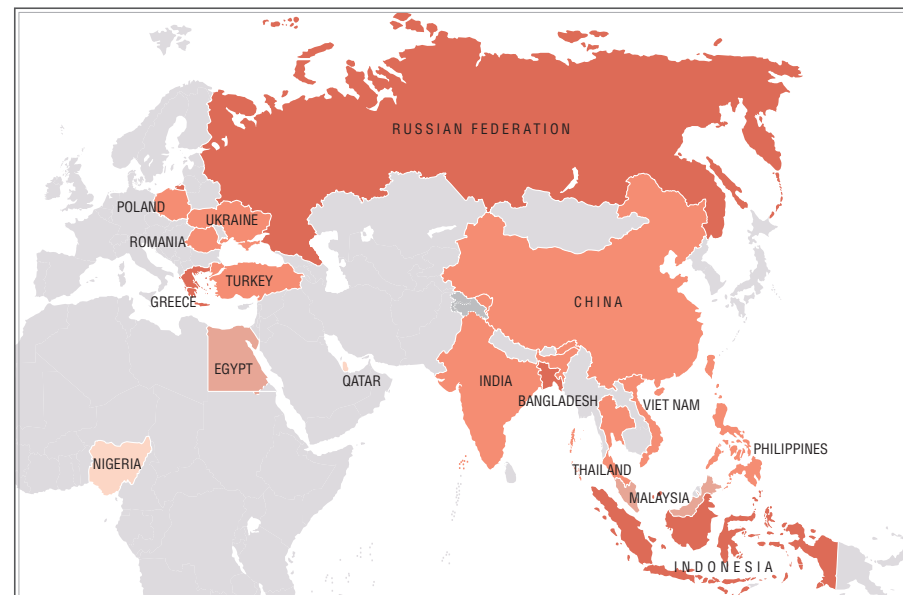 RUSSIAN FEDERATION
POLAND
UKRAINE
ROMANIA
TURKEY
GREECE
CHINA
EGYPT
QATAR
INDIA
BANGLADESH
VIET NAM
PHILIPPINES
NIGERIA
THAILAND
MALAYSIA
INDONESIA